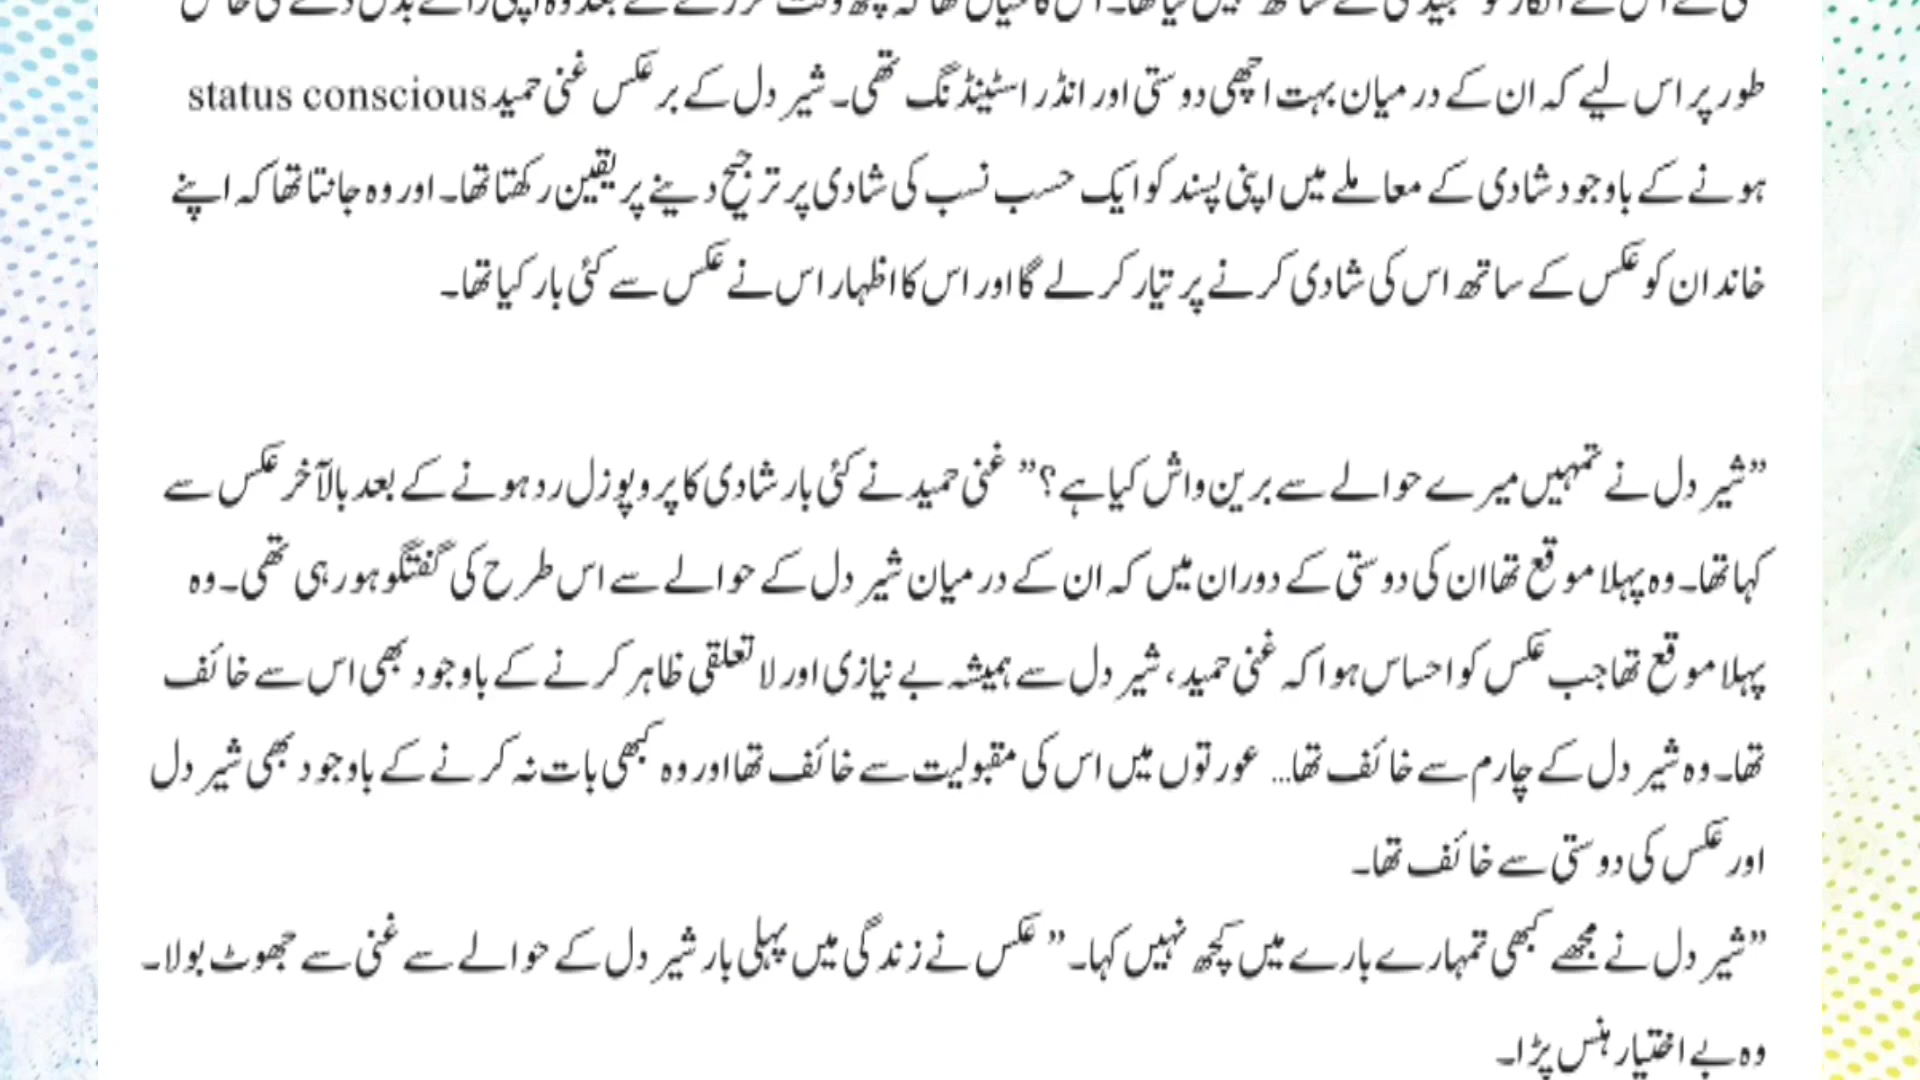 طور پر اس لیے کہ ان کے درمیان بہت اچھی دوستی اور انڈر اسٹینڈنگ تھی۔ شیر دل کے بر عکس غنی حمید status conscious
ہونے کے باوجود شادی کے معاملے میں اپنی پسند کو ایک حسب نسب کی شادی پر ترجیح دینے پر یقین رکھتا تھا۔ اور وہ جانتا تھا کہ اپنے
خاندان کو عکس کے ساتھ اس کی شادی کرنے پر تیار کر لے گا اور اس کا اظہار اس نے عکس سے کئی بار کیا تھا۔
”شیر دل نے تمہیں میرے حوالے سے برین واش کیا ہے؟” غنی حمید نے کئی بار شادی کا پروپوزل رد ہونے کے بعد بالآخر عکس سے
کہا تھا۔ وہ پہلا موقع تھا ان کی دوستی کے دوران میں کہ ان کے درمیان شیر دل کے حوالے سے اس طرح کی گفتگو ہو رہی تھی۔ وہ
پہلا موقع تھا جب عکس کو احساس ہوا کہ غنی حمید، شیر دل سے ہمیشہ بے نیازی اور لا تعلقی ظاہر کرنے کے باوجود بھی اس سے خائف
تھا۔ وہ شیر دل کے چارم سے خائف تھا... عورتوں میں اس کی مقبولیت سے خائف تھا اور وہ کبھی بات نہ کرنے کے باوجود بھی شیر دل
اور عکس کی دوستی سے خائف تھا۔
”شیر دل نے مجھے کبھی تمہارے بارے میں کچھ نہیں کہا۔” عکس نے زندگی میں پہلی بار شیر دل کے حوالے سے غنی سے جھوٹ بولا۔
وہ بے اختیار ہنس پڑا۔